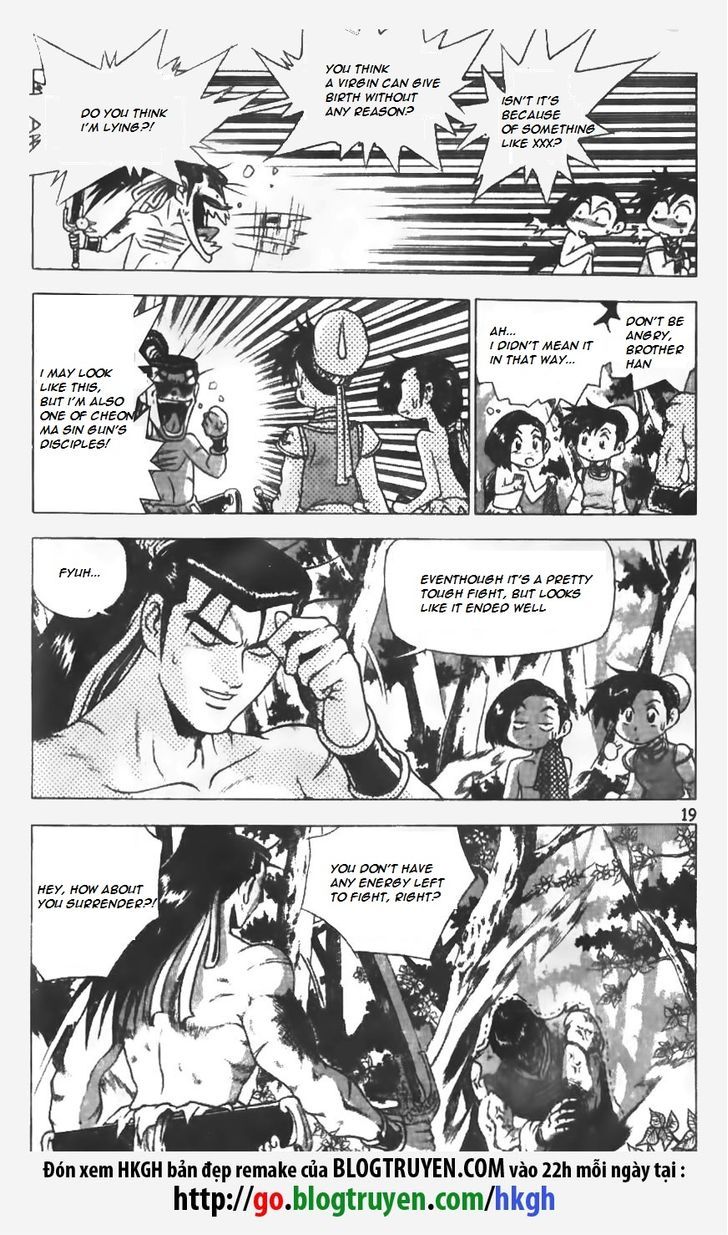 DO YOU THINK
I'M LYING?!
YOU THINK
A VIRGIN CAN GIVE
BIRTH WITHOUT
ANY REASON?
ISN'T IT'S
BECAUSE
OF SOMETHING
LIKE XXX?
I MAY LOOK
LIKE THIS,
BUT I'M ALSO
ONE OF CHEON
MA SIN GUN'S
DISCIPLES!
AH...
I DIDN'T MEAN IT
IN THAT WAY...
DON'T BE
ANGRY,
BROTHER
HAN
FYUH...
EVENTHOUGH IT'S A PRETTY
TOUGH FIGHT, BUT LOOKS
LIKE IT ENDED WELL
19
HEY, HOW ABOUT
YOU SURRENDER?!
YOU DON'T HAVE
ANY ENERGY LEFT
TO FIGHT, RIGHT?
Đón xem HKGH bản đẹp remake của BLOGTRUYEN.COM vào 22h mỗi ngày tại :
http://go.blogtruyen.com/hkgh